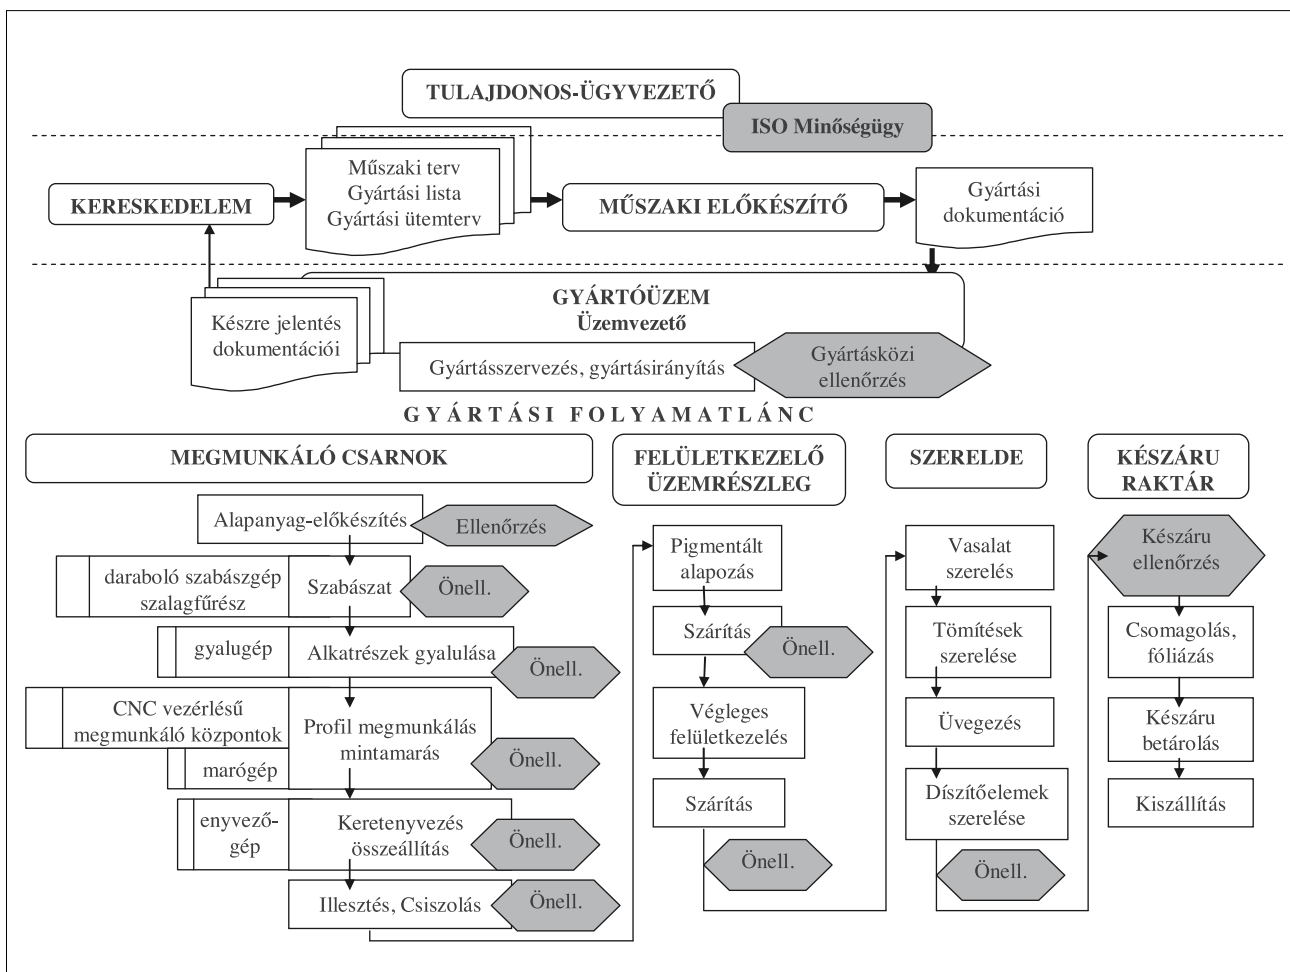 TULAJDONOS-ÜGYVEZETŐ
ISO Minőségügy
KERESKEDELEM
Műszaki terv
Gyártási lista
Gyártási ütemterv
MŰSZAKI ELŐKÉSZÍTŐ
Gyártási
dokumentáció
GYÁRTÓÜZEM
Üzemvezető
Készre jelentés
dokumentációi
Gyártásszervezés, gyártásirányítás
Gyártásközi
ellenőrzés
GYÁRTÁSI FOLYAMATLÁNC
MEGMUNKÁLÓ CSARNOK
Alapanyag-előkészítés
Ellenőrzés
daraboló szabászgép
szalagfűrész
Szabászat
Önell.
gyalugép
Alkatrészek gyalulása
Önell.
CNC vezérlésű
megmunkáló központok
marógép
Profil megmunkálás
mintamarás
Önell.
enyvező-
gép
Keretenyvezés
összeállítás
Önell.
Illesztés, Csiszolás
Önell.
FELÜLETKEZELŐ
ÜZEMRÉSZLEG
Pigmentált
alapozás
Szárítás
Önell.
Végleges
felületkezelés
Szárítás
Önell.
SZERELDE
Vasalat
szerelés
Tömítések
szerelése
Üvegezés
Díszítőelemek
szerelése
Önell.
KÉSZÁRU
RAKTÁR
Készáru
ellenőrzés
Csomagolás,
fóliázás
Készáru
betárolás
Kiszállítás